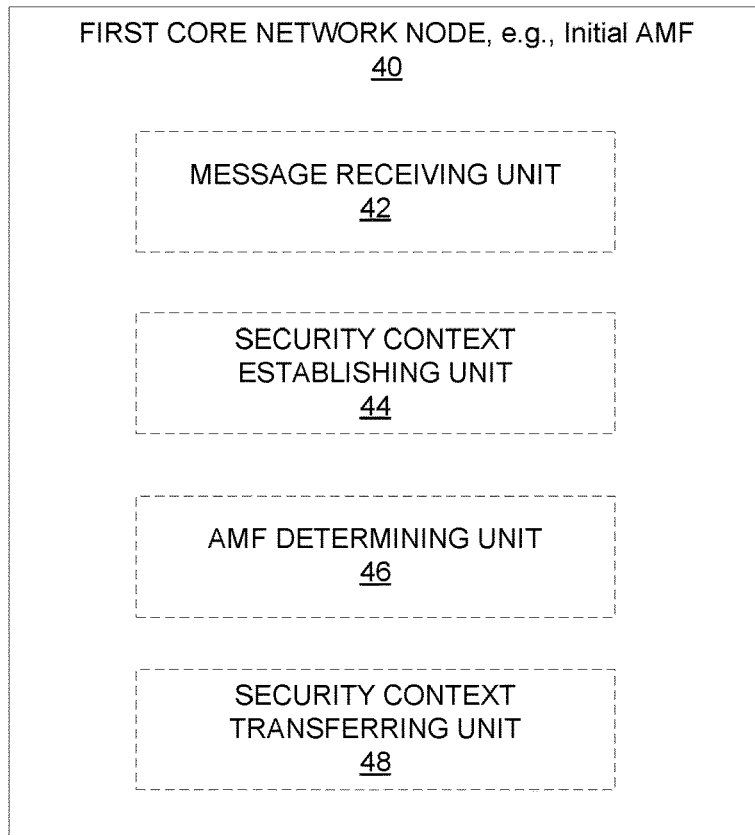 FIRST CORE NETWORK NODE, e.g., Initial AMF
40
MESSAGE RECEIVING UNIT
42
SECURITY CONTEXT
ESTABLISHING UNIT
44
AMF DETERMINING UNIT
46
SECURITY CONTEXT
TRANSFERRING UNIT
48